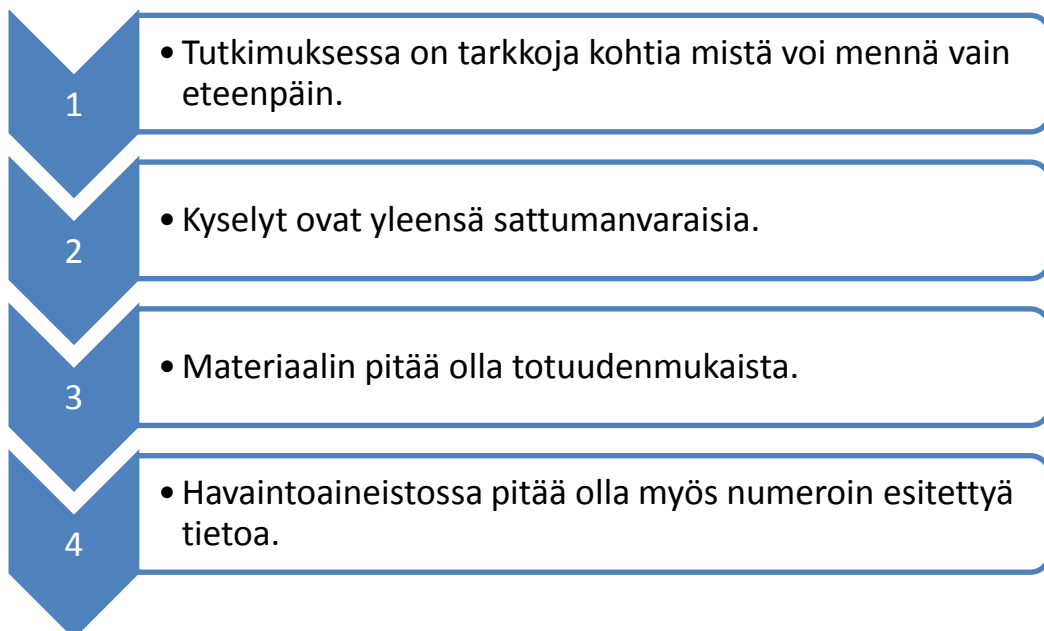 1
• Tutkimuksessa on tarkkoja kohtia mistä voi mennä vain
eteenpäin.
2
• Kyselyt ovat yleensä sattumanvaraisia.
3
• Materiaalin pitää olla totuudenmukaista.
4
• Havaintoaineistossa pitää olla myös numeroin esitettyä
tietoa.